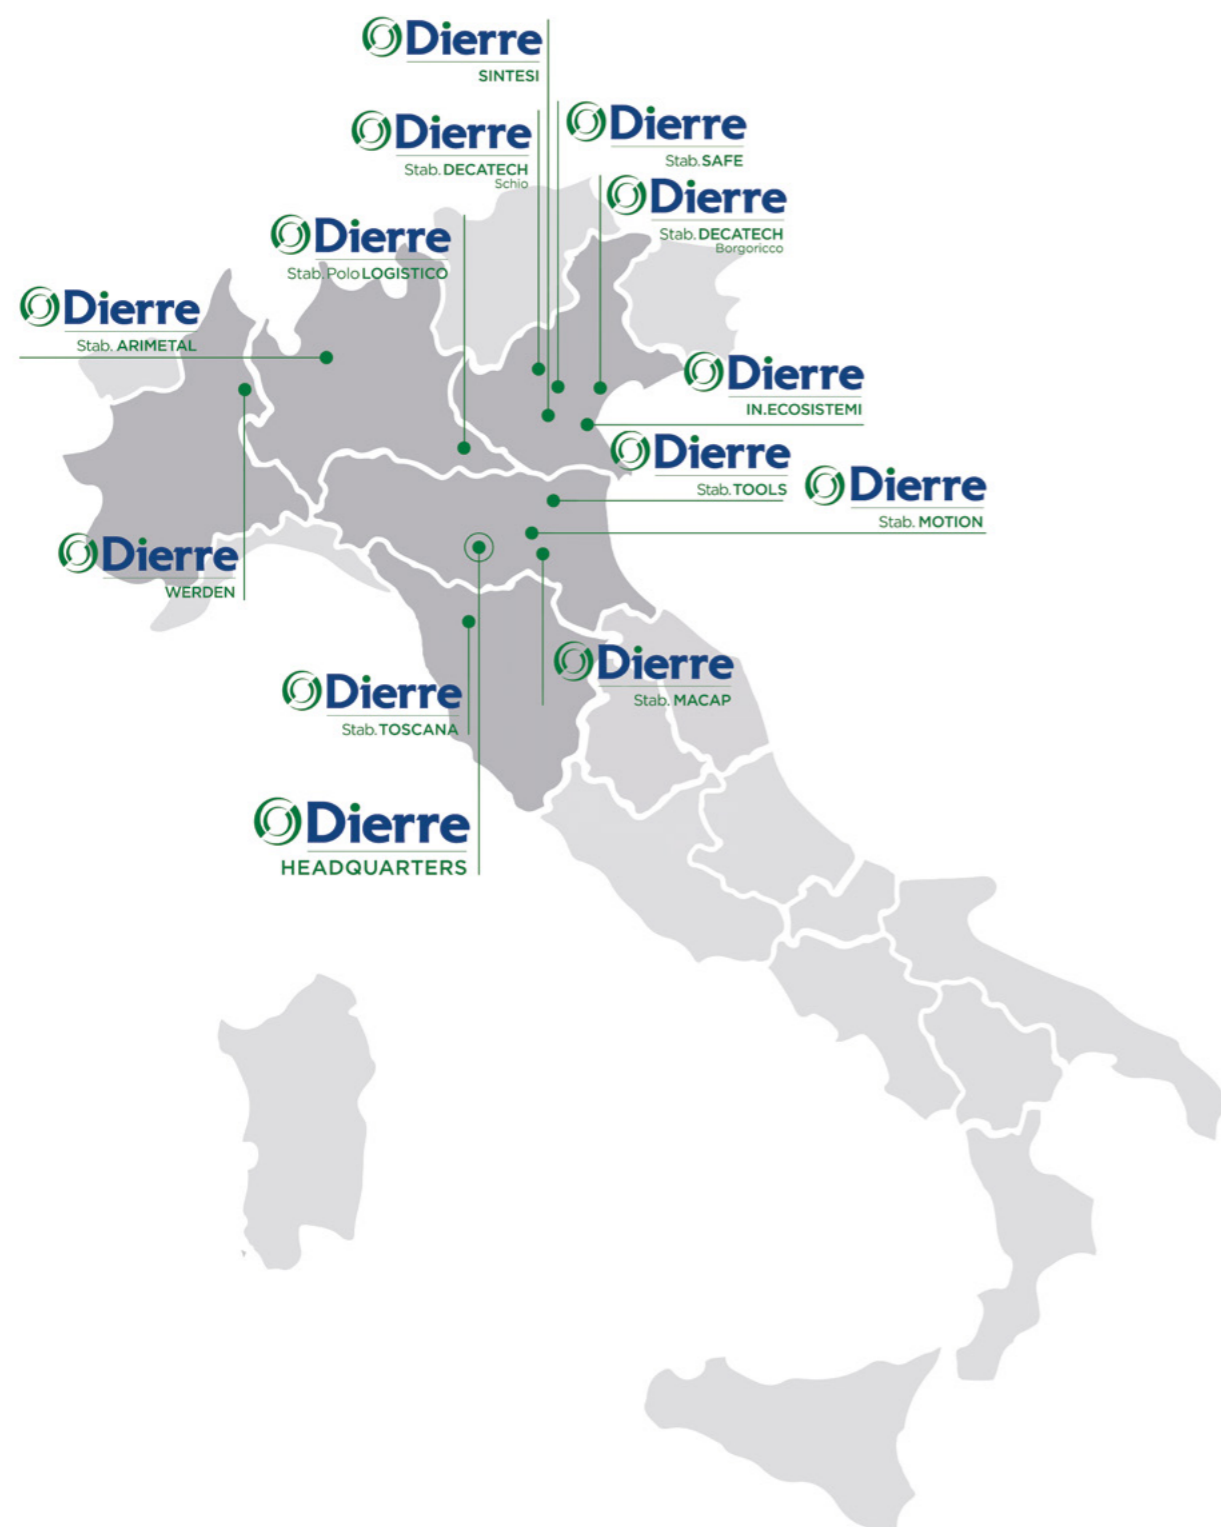 Dierre
SINTESI
Dierre
Stab. DECATECH
Schio
Dierre
Stab. SAFE
Dierre
Stab. DECATECH
Borgoricco
Dierre
Stab. Polo LOGISTICO
Dierre
Stab. ARIMETAL
Dierre
IN.ECOSISTEMI
Dierre
Stab. TOOLS
Dierre
Stab. MOTION
Dierre
WERDEN
Dierre
Stab. MACAP
Dierre
Stab. TOSCANA
Dierre
HEADQUARTERS